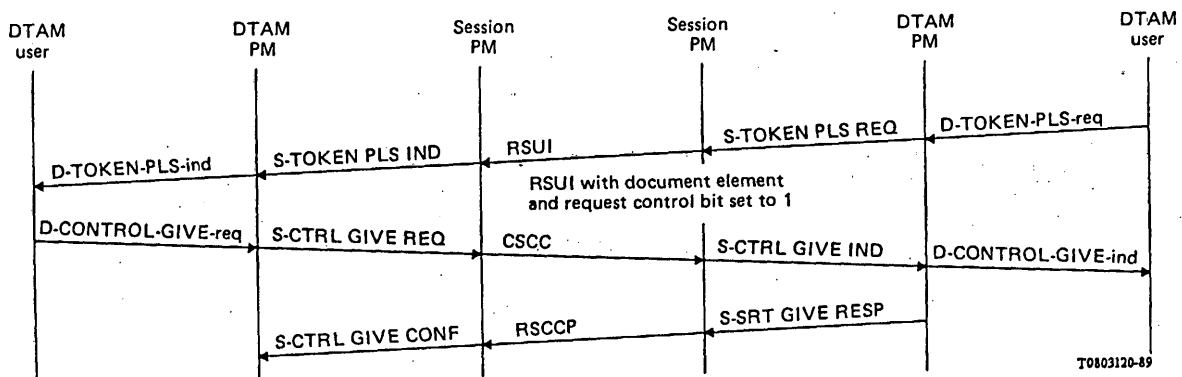 DTAM
user
DTAM
PM
Session
PM
Session
PM
DTAM
PM
DTAM
user
D-TOKEN-PLS-req
S-TOKEN PLS REQ
RSUI
S-TOKEN PLS IND
D-TOKEN-PLS-ind
RSUI with document element
and request control bit set to 1
D-CONTROL-GIVE-req
S-CTRL GIVE REQ
CSCC
S-CTRL GIVE IND
D-CONTROL-GIVE-ind
S-SRT GIVE RESP
RSCCP
S-CTRL GIVE CONF
T0803120-89